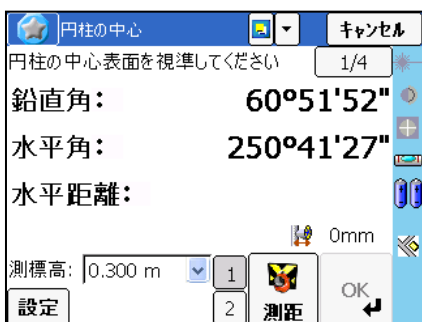 円柱の中心 キャンセル
円柱の中心表面を視準してください 1/4
鉛直角: 60°51'52"
水平角: 250°41'27"
水平距離:
0mm
測標高: 0.300 m 1
設定 2 測距 OK